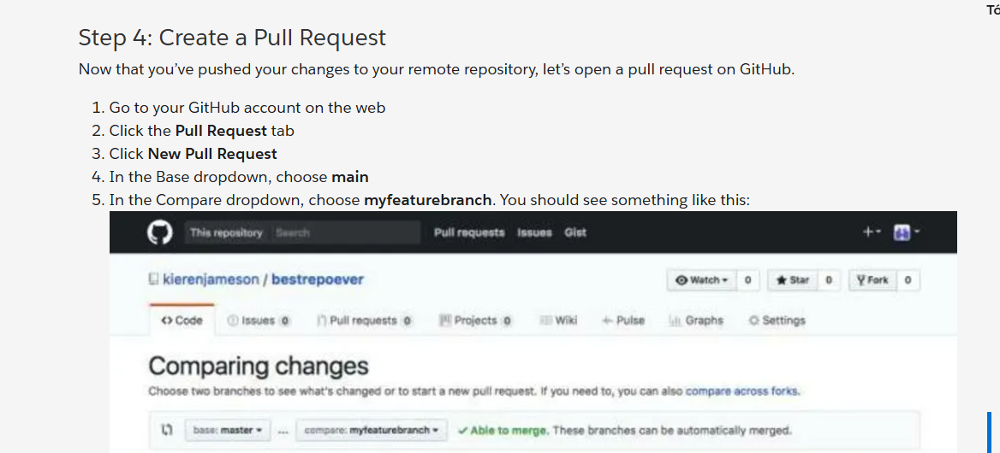 Tó
Step 4: Create a Pull Request
Now that you’ve pushed your changes to your remote repository, let’s open a pull request on GitHub.
1. Go to your GitHub account on the web
2. Click the Pull Request tab
3. Click New Pull Request
4. In the Base dropdown, choose main
5. In the Compare dropdown, choose myfeaturebranch. You should see something like this:
This repository Search Pull requests Issues Gist
kierenjameson / bestrepoever Watch 0 Star 0 Fork 0
Code Issues 0 Pull requests 0 Projects 0 Wiki Pulse Graphs Settings
Comparing changes
Choose two branches to see what's changed or to start a new pull request. If you need to, you can also compare across forks.
base: master ... compare: myfeaturebranch Able to merge. These branches can be automatically merged.